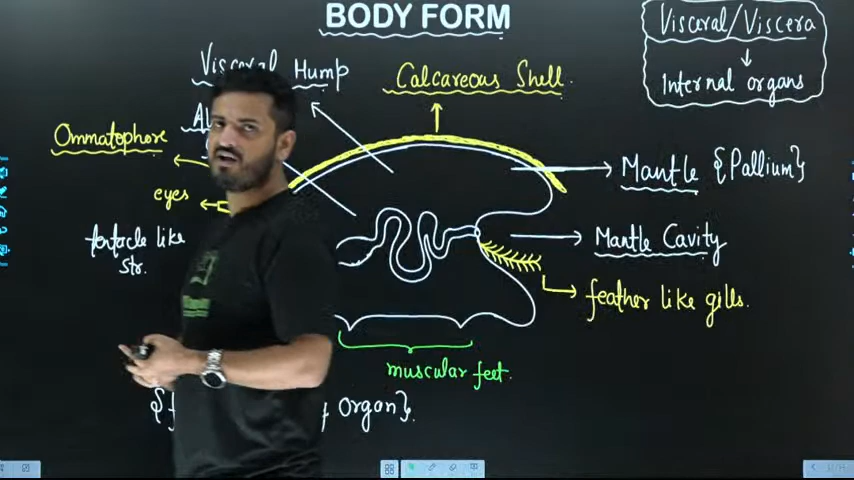 BODY FORM
Visceral/Viscera
Internal organs
Visceral Hump
Calcareous Shell
Ommatophore
eyes
tentacle like
str.
Mantle {Pallium}
Mantle Cavity
feather like gills.
muscular feet.
Organ}.